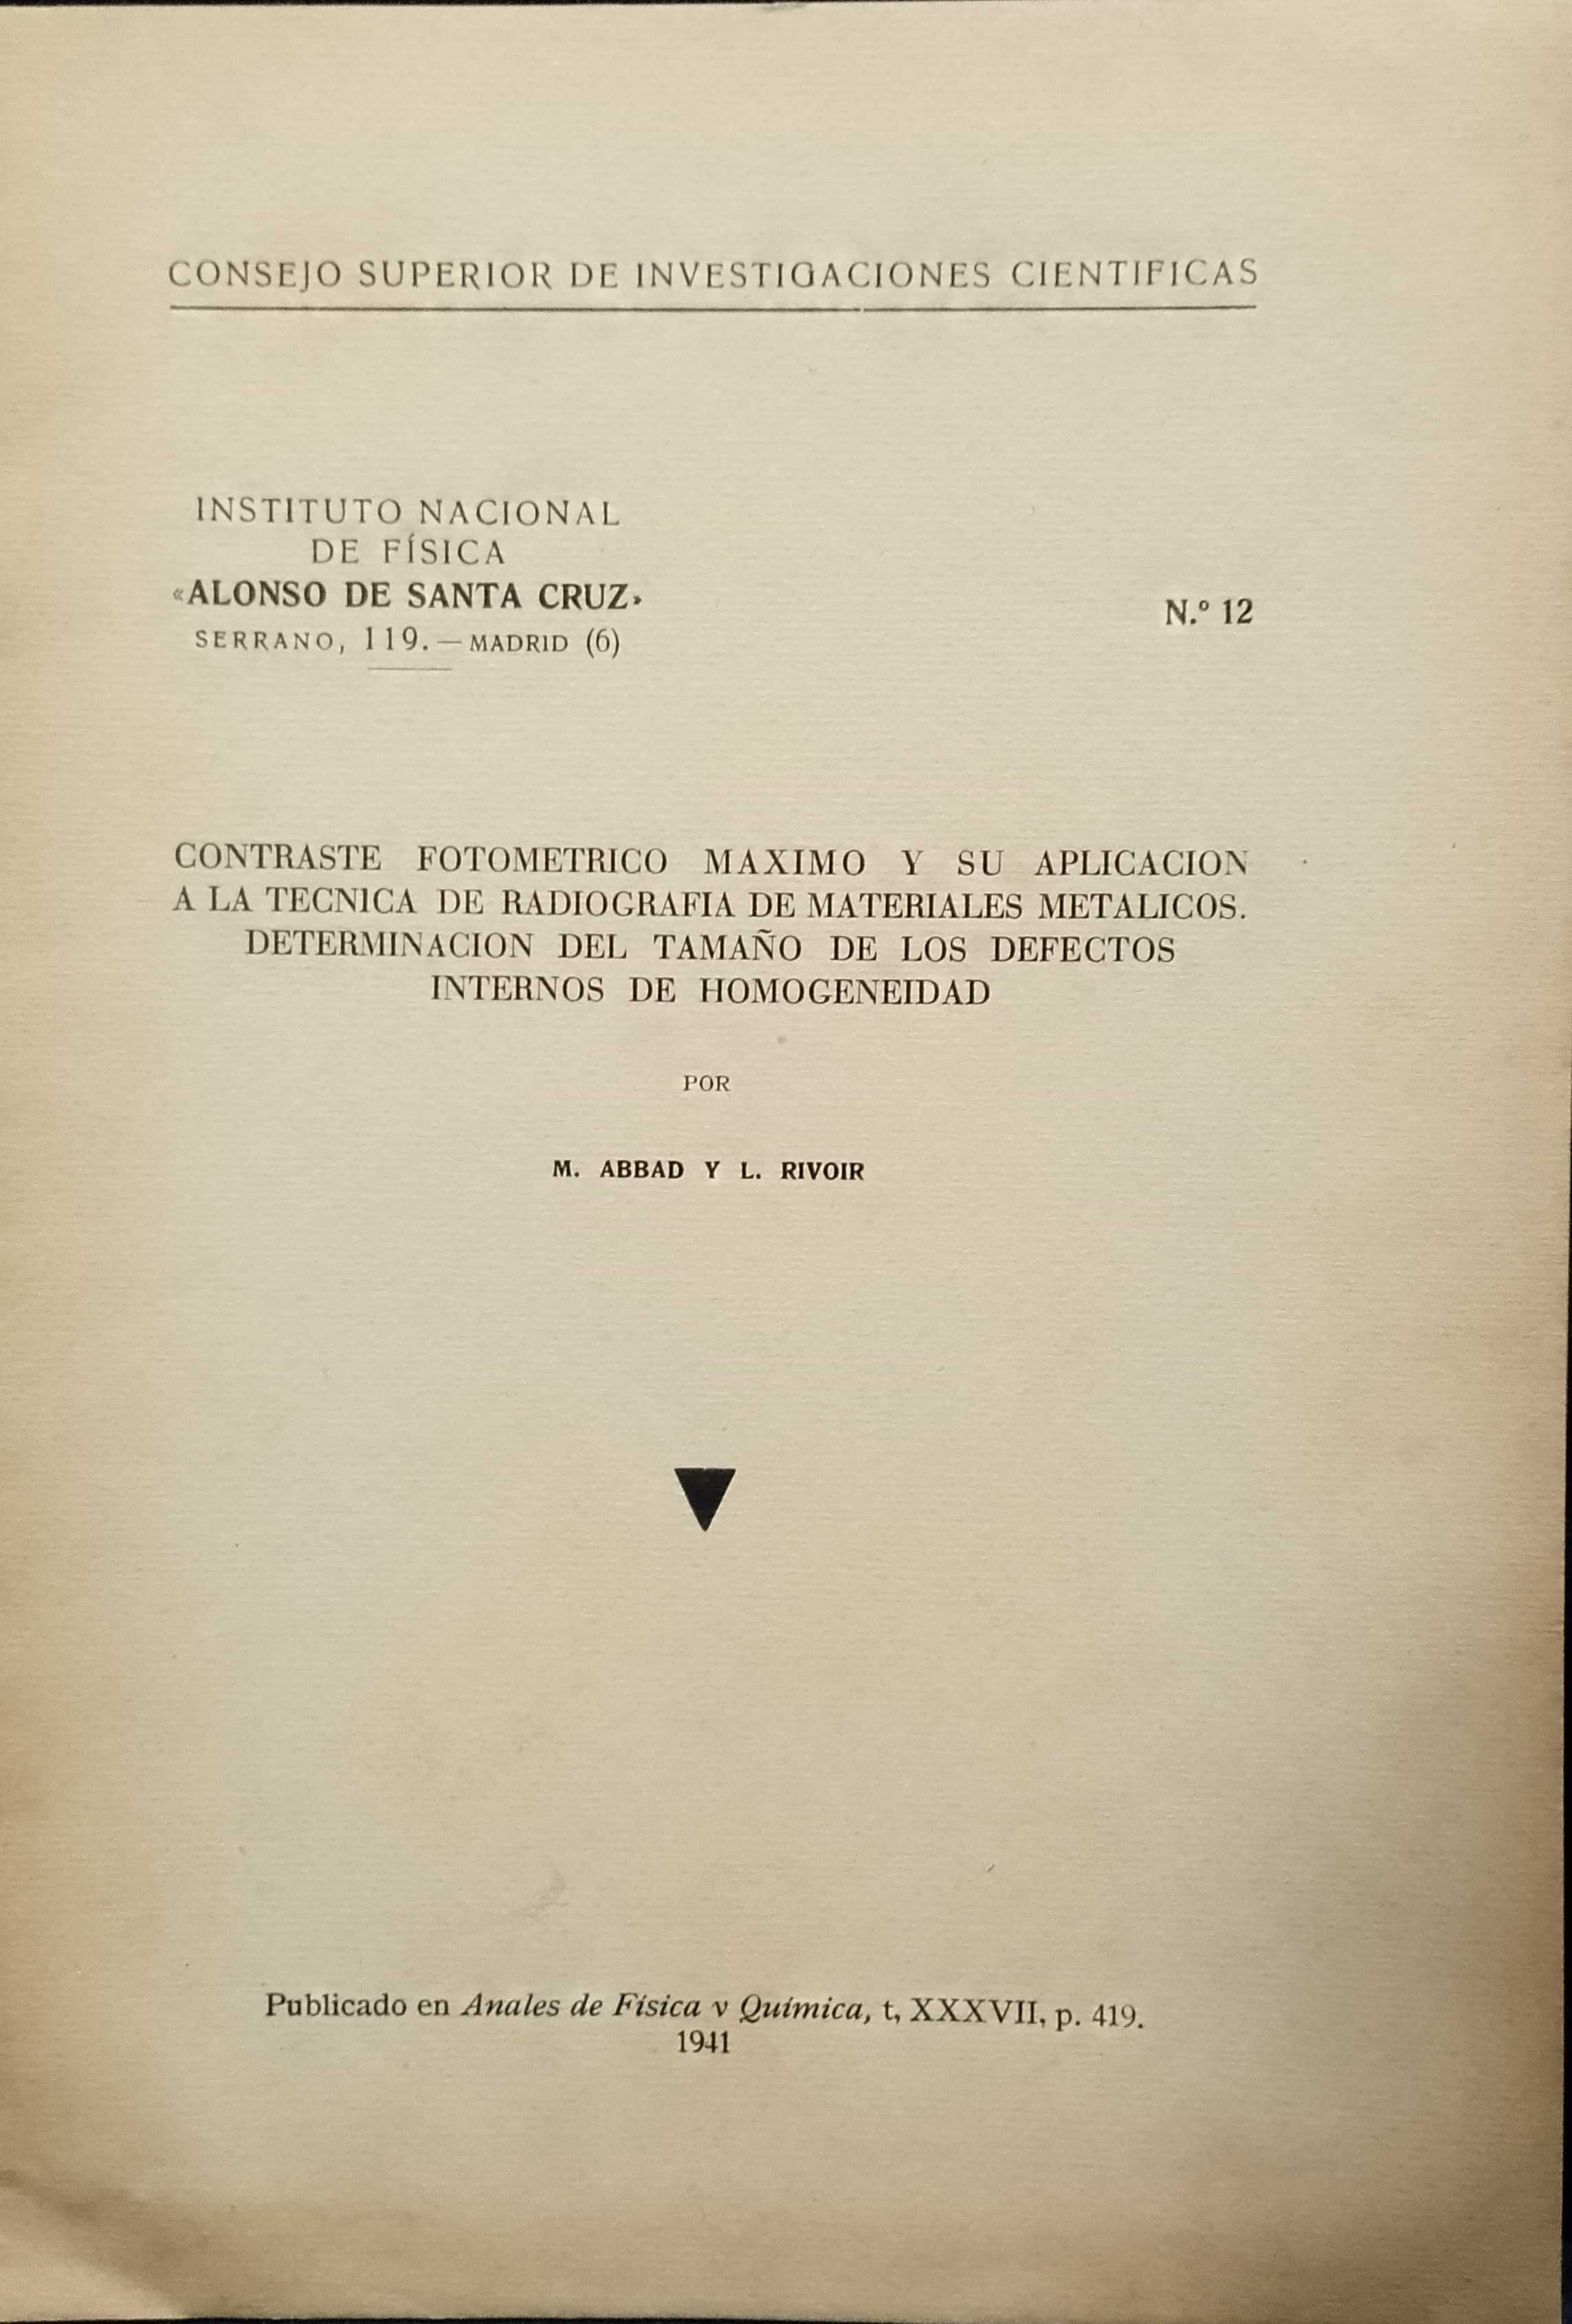 CONSEJO SUPERIOR DE INVESTIGACIONES CIENTIFICAS
INSTITUTO NACIONAL
DE FÍSICA
«ALONSO DE SANTA CRUZ»
SERRANO, 119. — MADRID (6)
N.º 12
CONTRASTE FOTOMETRICO MAXIMO Y SU APLICACION
A LA TECNICA DE RADIOGRAFIA DE MATERIALES METALICOS.
DETERMINACION DEL TAMAÑO DE LOS DEFECTOS
INTERNOS DE HOMOGENEIDAD
POR
M. ABBAD Y L. RIVOIR
Publicado en Anales de Física y Química, t, XXXVII, p. 419.
1941